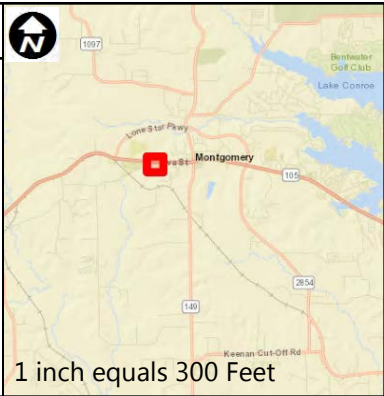 N
1097
Bentwater
Golf Club
Lake Conroe
Lone Star Pkwy
Montgomery
105
2854
149
Keenan Cut-Off Rd
1 inch equals 300 Feet